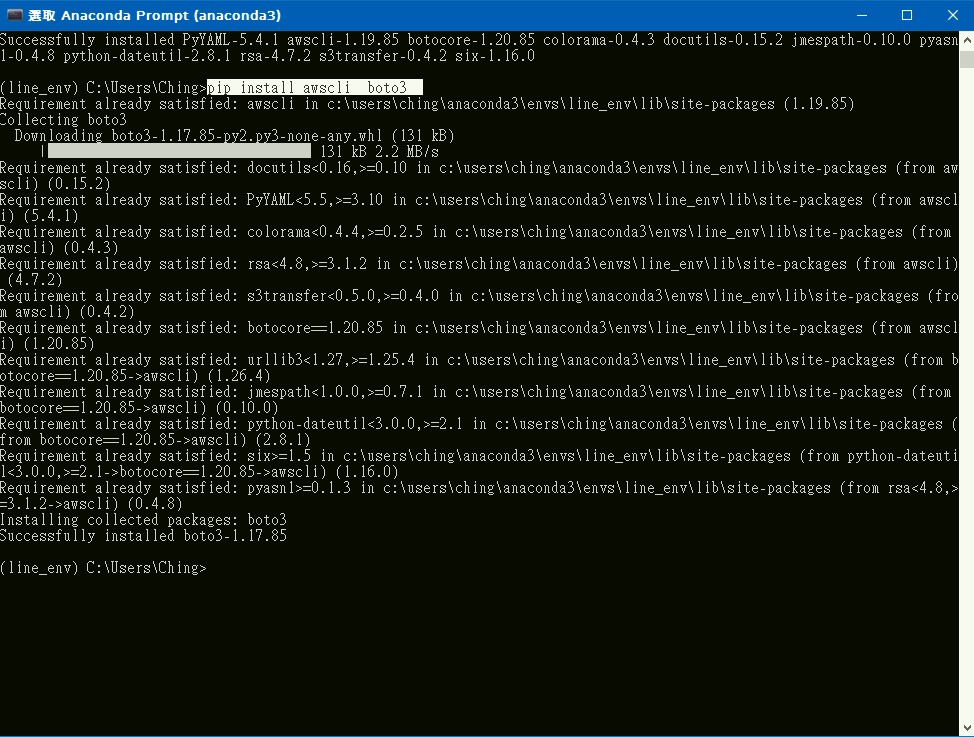 選取 Anaconda Prompt (anaconda3)
Successfully installed PyYAML-5.4.1 awscli-1.19.85 botocore-1.20.85 colorama-0.4.3 docutils-0.15.2 jmespath-0.10.0 pyasn
1-0.4.8 python-dateutil-2.8.1 rsa-4.7.2 s3transfer-0.4.2 six-1.16.0
(line_env) C:\Users\Ching>pip install awscli  boto3
Requirement already satisfied: awscli in c:\users\ching\anaconda3\envs\line_env\lib\site-packages (1.19.85)
Collecting boto3
  Downloading boto3-1.17.85-py2.py3-none-any.whl (131 kB)
     | 131 kB 2.2 MB/s
Requirement already satisfied: docutils<0.16,>=0.10 in c:\users\ching\anaconda3\envs\line_env\lib\site-packages (from aw
scli) (0.15.2)
Requirement already satisfied: PyYAML<5.5,>=3.10 in c:\users\ching\anaconda3\envs\line_env\lib\site-packages (from awscl
i) (5.4.1)
Requirement already satisfied: colorama<0.4.4,>=0.2.5 in c:\users\ching\anaconda3\envs\line_env\lib\site-packages (from
awscli) (0.4.3)
Requirement already satisfied: rsa<4.8,>=3.1.2 in c:\users\ching\anaconda3\envs\line_env\lib\site-packages (from awscli)
 (4.7.2)
Requirement already satisfied: s3transfer<0.5.0,>=0.4.0 in c:\users\ching\anaconda3\envs\line_env\lib\site-packages (fro
m awscli) (0.4.2)
Requirement already satisfied: botocore==1.20.85 in c:\users\ching\anaconda3\envs\line_env\lib\site-packages (from awscl
i) (1.20.85)
Requirement already satisfied: urllib3<1.27,>=1.25.4 in c:\users\ching\anaconda3\envs\line_env\lib\site-packages (from b
otocore==1.20.85->awscli) (1.26.4)
Requirement already satisfied: jmespath<1.0.0,>=0.7.1 in c:\users\ching\anaconda3\envs\line_env\lib\site-packages (from
botocore==1.20.85->awscli) (0.10.0)
Requirement already satisfied: python-dateutil<3.0.0,>=2.1 in c:\users\ching\anaconda3\envs\line_env\lib\site-packages (
from botocore==1.20.85->awscli) (2.8.1)
Requirement already satisfied: six>=1.5 in c:\users\ching\anaconda3\envs\line_env\lib\site-packages (from python-dateuti
l<3.0.0,>=2.1->botocore==1.20.85->awscli) (1.16.0)
Requirement already satisfied: pyasn1>=0.1.3 in c:\users\ching\anaconda3\envs\line_env\lib\site-packages (from rsa<4.8,>
=3.1.2->awscli) (0.4.8)
Installing collected packages: boto3
Successfully installed boto3-1.17.85
(line_env) C:\Users\Ching>